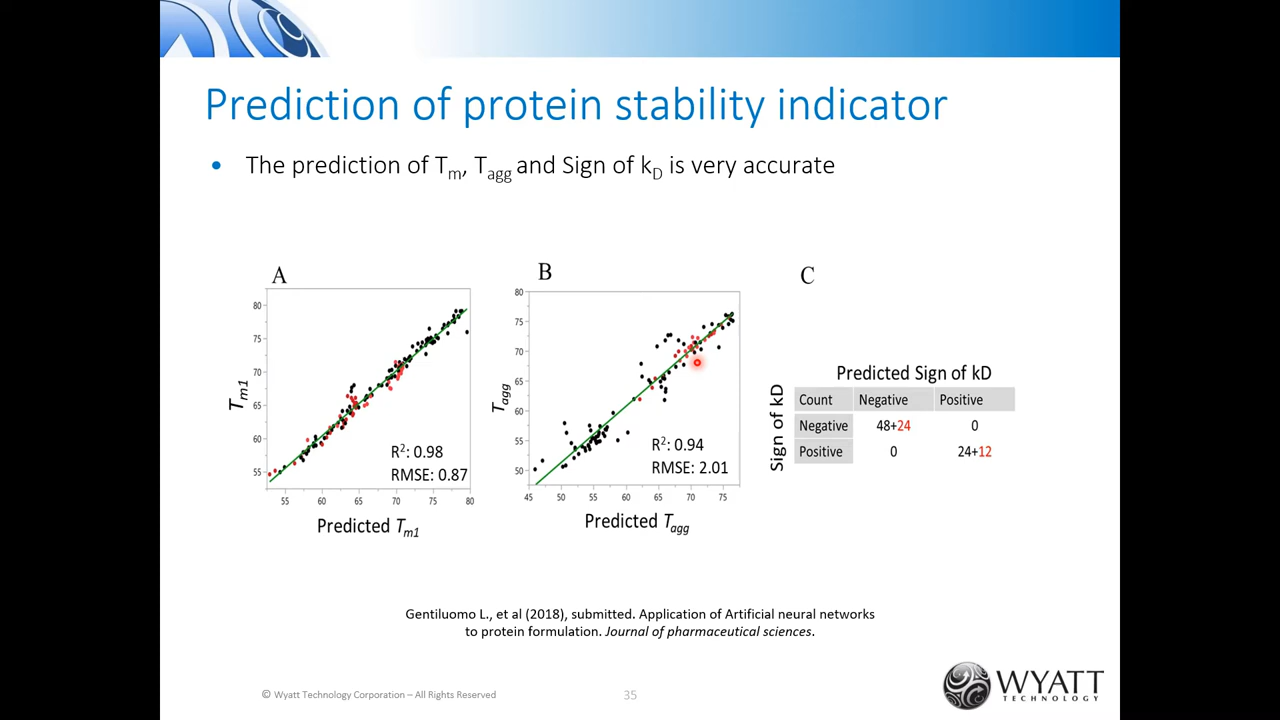 Prediction of protein stability indicator
• The prediction of Tm, Tagg and Sign of kD is very accurate
A
80
75
70
65
60
55
Tm1
R2: 0.98
RMSE: 0.87
55 60 65 70 75 80
Predicted Tm1
B
80
75
70
65
60
55
50
Tagg
R2: 0.94
RMSE: 2.01
45 50 55 60 65 70 75
Predicted Tagg
C
Predicted Sign of kD
Sign of kD
Count Negative Positive
Negative 48+24 0
Positive 0 24+12
Gentiluomo L., et al (2018), submitted. Application of Artificial neural networks
to protein formulation. Journal of pharmaceutical sciences.
© Wyatt Technology Corporation – All Rights Reserved
35
WYATT
TECHNOLOGY